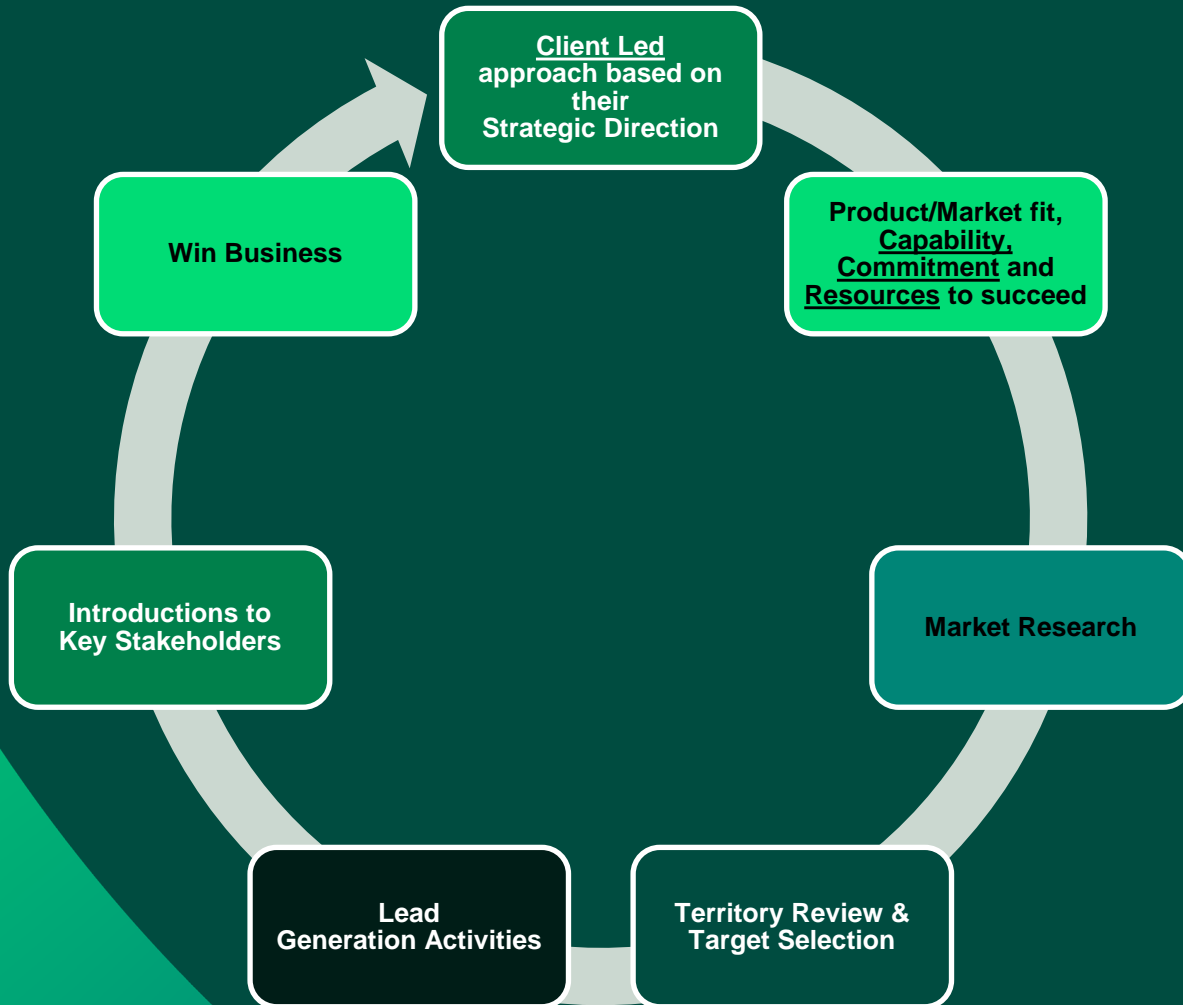 Client Led
approach based on
their
Strategic Direction
Product/Market fit,
Capability,
Commitment and
Resources to succeed
Market Research
Territory Review &
Target Selection
Lead
Generation Activities
Introductions to
Key Stakeholders
Win Business